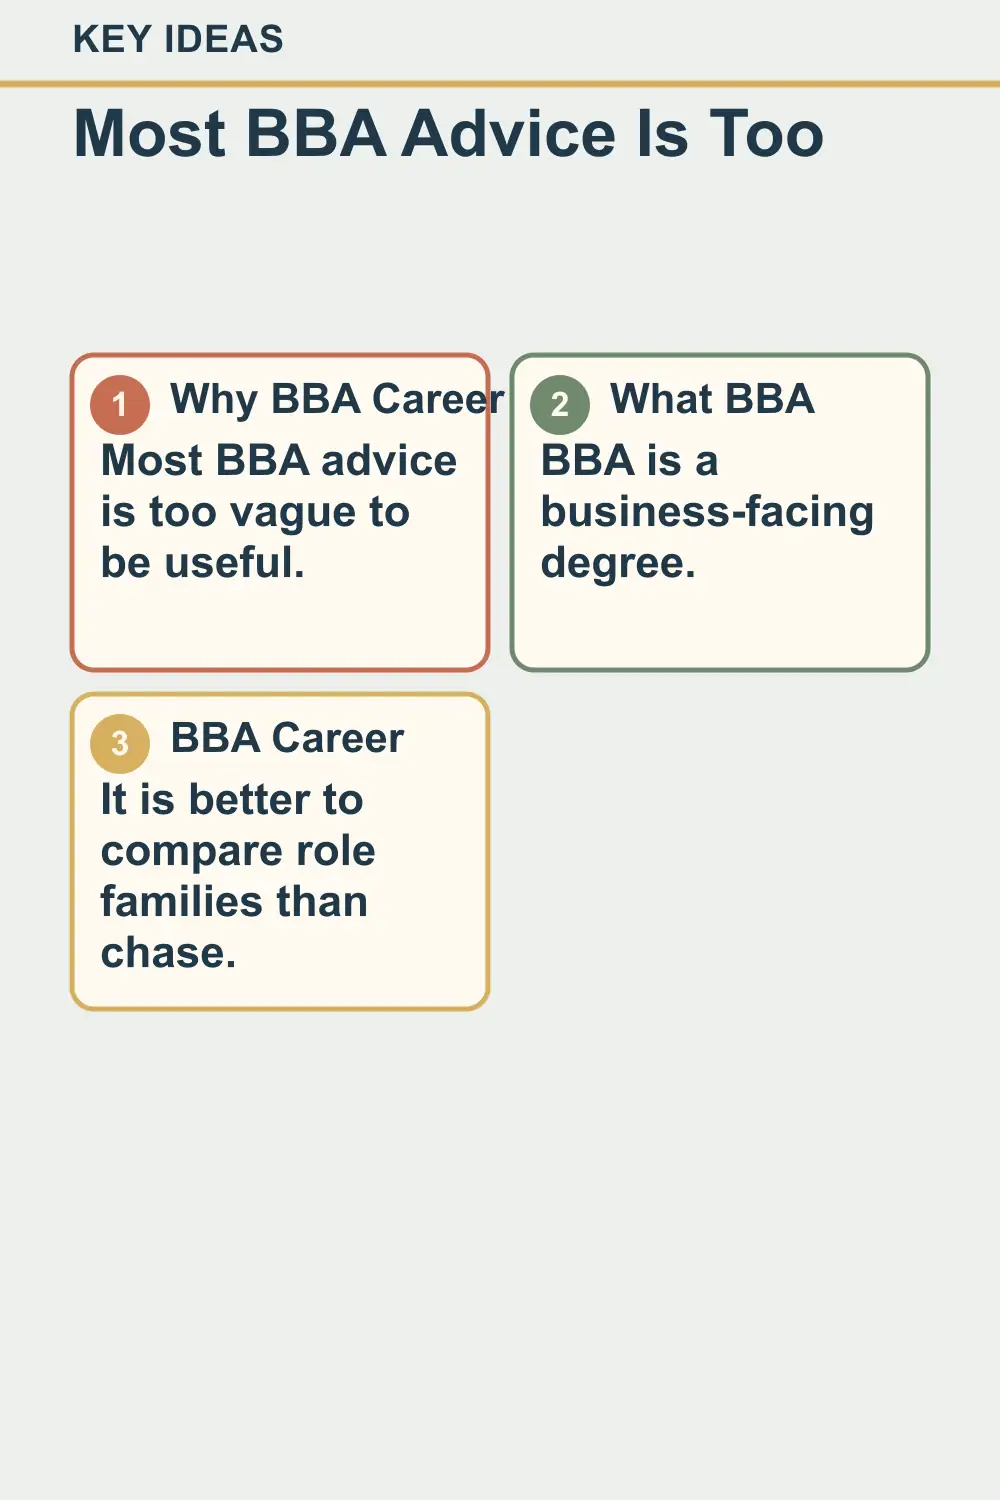 KEY IDEAS
Most BBA Advice Is Too
1 Why BBA Career
Most BBA advice
is too vague to
be useful.
2 What BBA
BBA is a
business-facing
degree.
3 BBA Career
It is better to
compare role
families than
chase.